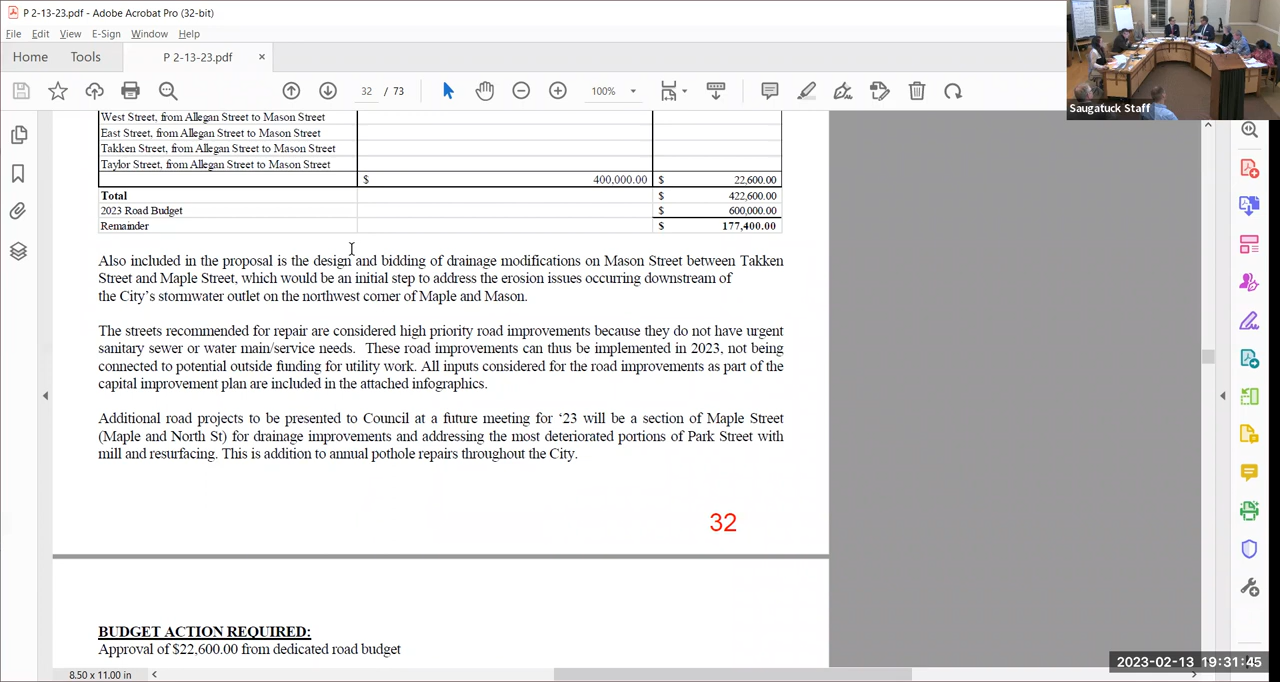 P 2-13-23.pdf - Adobe Acrobat Pro (32-bit)
File Edit View E-Sign Window Help
Home Tools P 2-13-23.pdf ×
32 / 73 100%
Saugatuck Staff
West Street, from Allegan Street to Mason Street
East Street, from Allegan Street to Mason Street
Takken Street, from Allegan Street to Mason Street
Taylor Street, from Allegan Street to Mason Street
$ 400,000.00 $ 22,600.00
Total $ 422,600.00
2023 Road Budget $ 600,000.00
Remainder $ 177,400.00
Also included in the proposal is the design and bidding of drainage modifications on Mason Street between Takken
Street and Maple Street, which would be an initial step to address the erosion issues occurring downstream of
the City's stormwater outlet on the northwest corner of Maple and Mason.
The streets recommended for repair are considered high priority road improvements because they do not have urgent
sanitary sewer or water main/service needs. These road improvements can thus be implemented in 2023, not being
connected to potential outside funding for utility work. All inputs considered for the road improvements as part of the
capital improvement plan are included in the attached infographics.
Additional road projects to be presented to Council at a future meeting for ‘23 will be a section of Maple Street
(Maple and North St) for drainage improvements and addressing the most deteriorated portions of Park Street with
mill and resurfacing. This is addition to annual pothole repairs throughout the City.
32
BUDGET ACTION REQUIRED:
Approval of $22,600.00 from dedicated road budget
8.50 x 11.00 in
2023-02-13 19:31:45